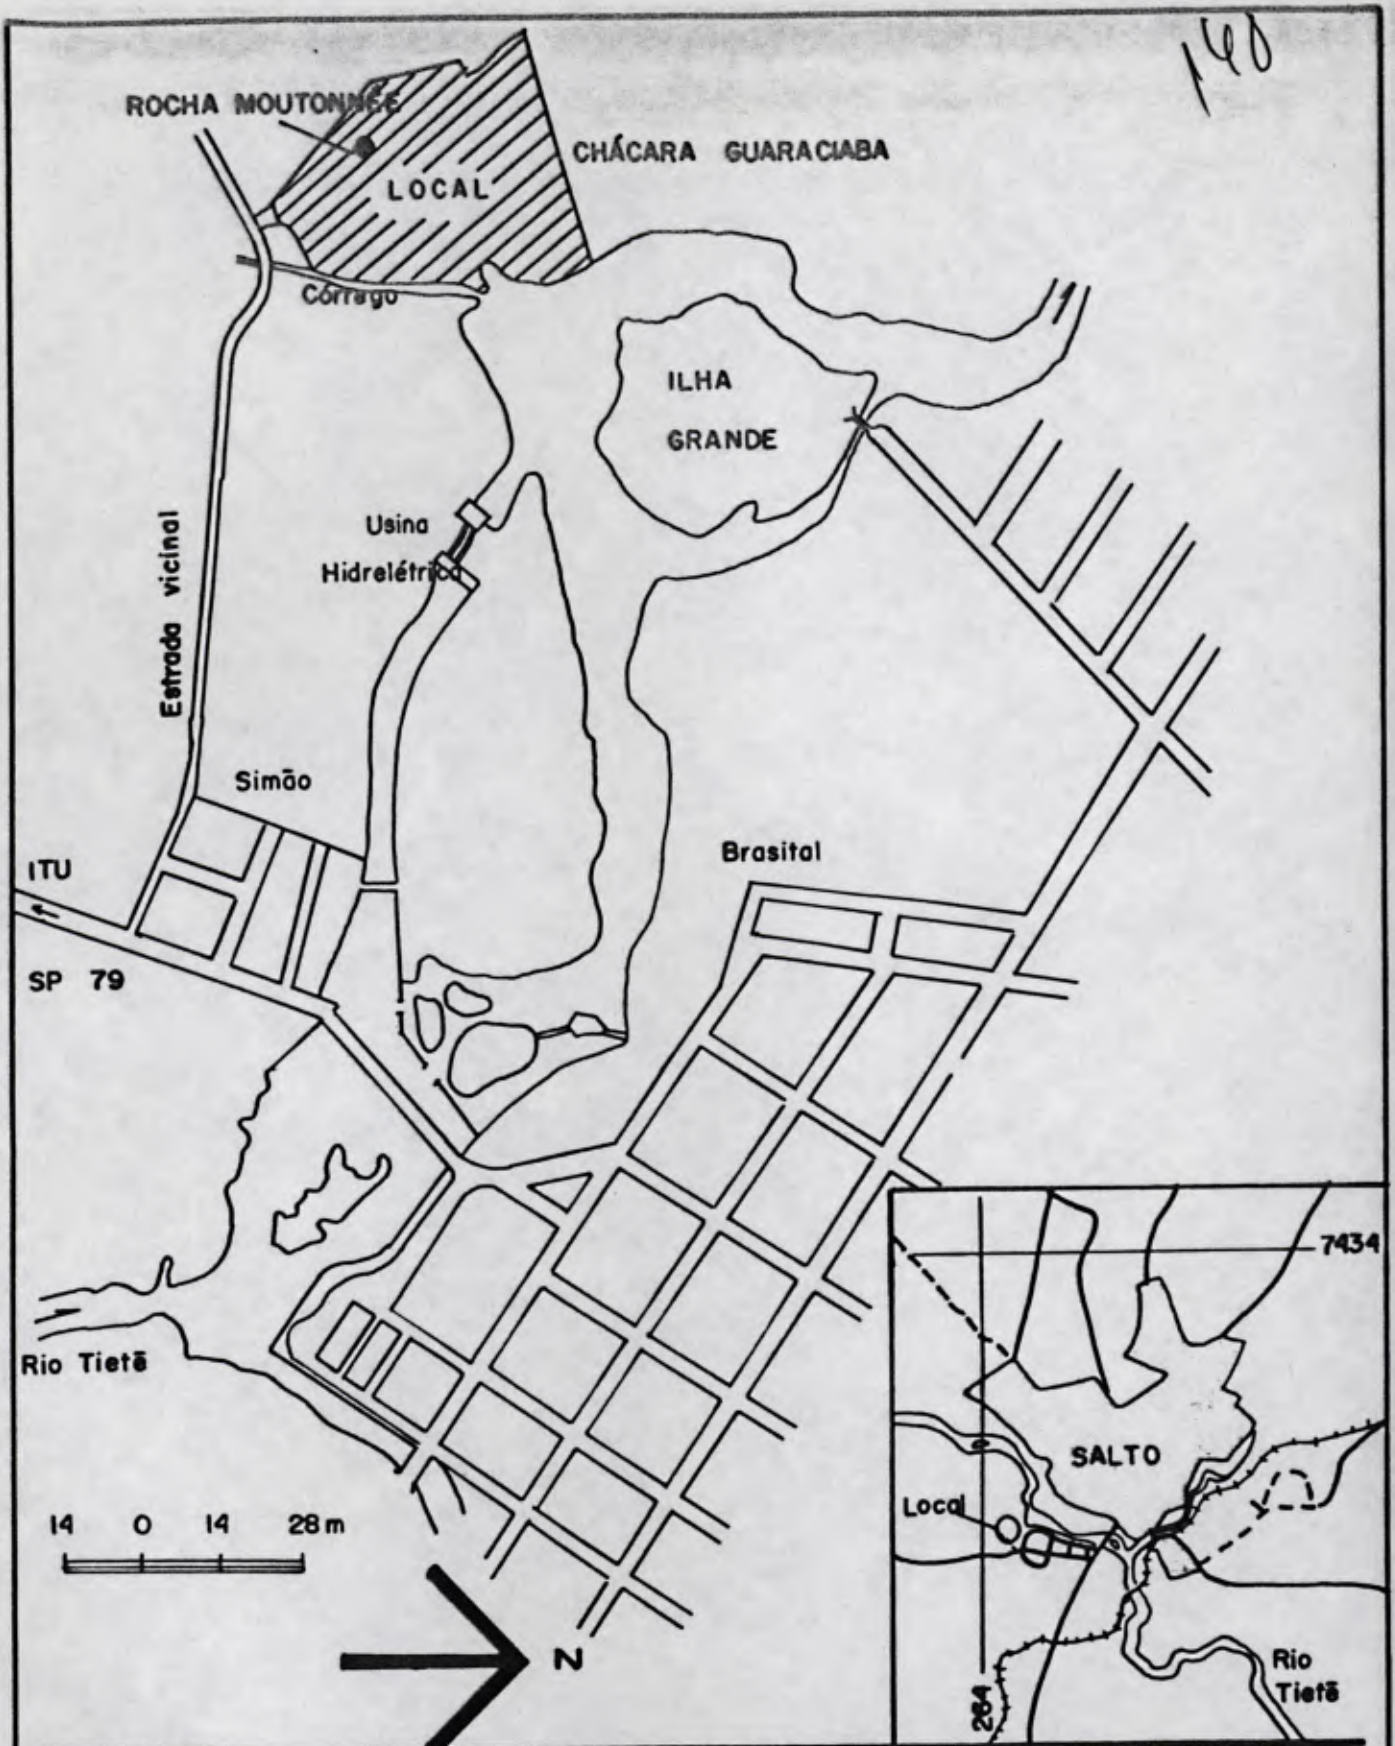 140
ROCHA MOUTONNÉE
CHÁCARA GUARACIABA
LOCAL
Córrego
ILHA
GRANDE
Usina
Hidrelétrica
Estrada vicinal
Simão
Brasital
ITU
SP 79
Rio Tietê
14 0 14 28 m
N
7434
SALTO
Local
Rio
Tietê
264